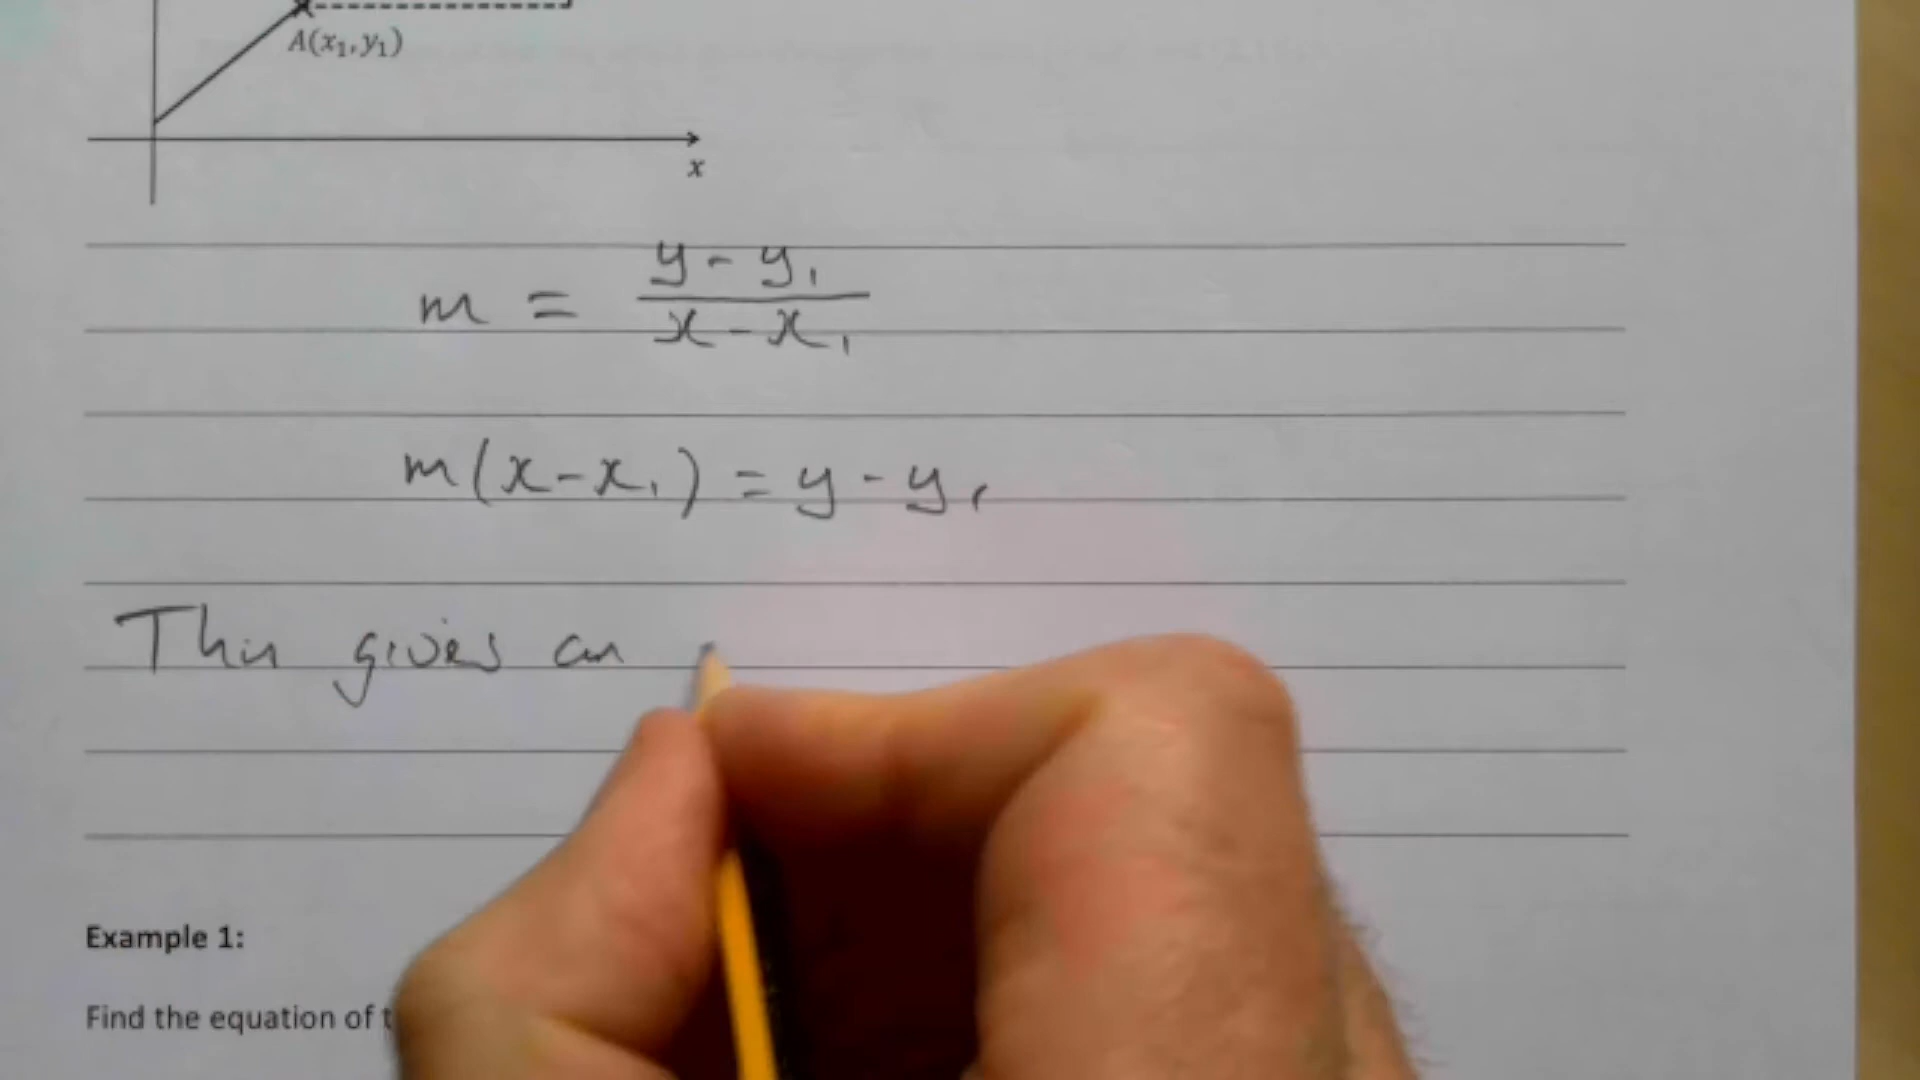 A(x₁, y₁)
x
m = (y - y₁)/(x - x₁)
m(x - x₁) = y - y₁
This gives an
Example 1:
Find the equation of